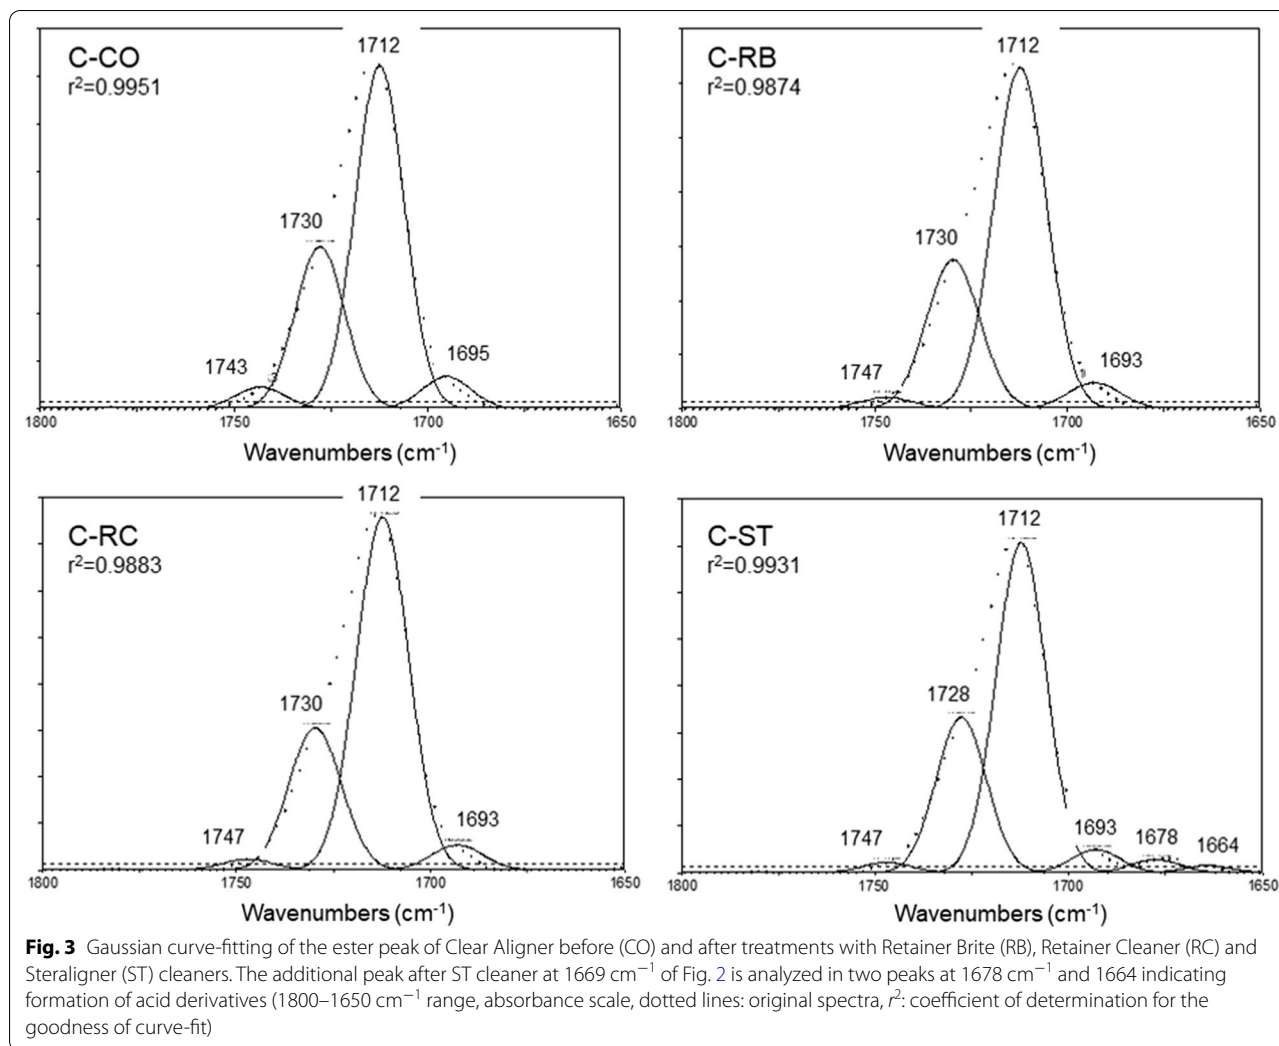 C-CO
r²=0.9951
1712
1730
1743
1695
1800 1750 1700 1650
Wavenumbers (cm⁻¹)
C-RB
r²=0.9874
1712
1730
1747
1693
1800 1750 1700 1650
Wavenumbers (cm⁻¹)
C-RC
r²=0.9883
1712
1730
1747
1693
1800 1750 1700 1650
Wavenumbers (cm⁻¹)
C-ST
r²=0.9931
1712
1728
1747
1693
1678
1664
1800 1750 1700 1650
Wavenumbers (cm⁻¹)
Fig. 3 Gaussian curve-fitting of the ester peak of Clear Aligner before (CO) and after treatments with Retainer Brite (RB), Retainer Cleaner (RC) and
Steraligner (ST) cleaners. The additional peak after ST cleaner at 1669 cm⁻¹ of Fig. 2 is analyzed in two peaks at 1678 cm⁻¹ and 1664 indicating
formation of acid derivatives (1800–1650 cm⁻¹ range, absorbance scale, dotted lines: original spectra, r²: coefficient of determination for the
goodness of curve-fit)